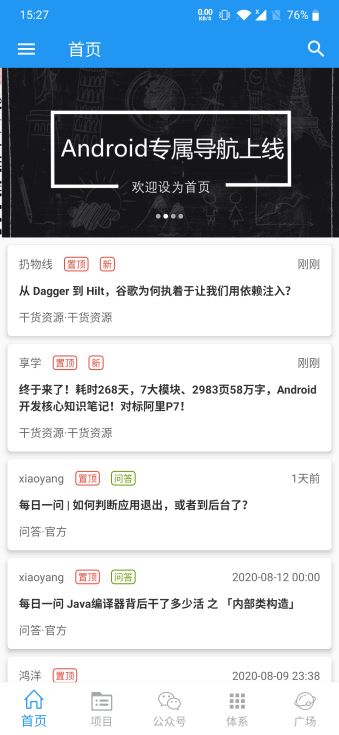 15:27
0.00
KB/S
76%
首页
Android专属导航上线
欢迎设为首页
扔物线 置顶 新 刚刚
从 Dagger 到 Hilt，谷歌为何执着于让我们用依赖注入？
干货资源·干货资源
享学 置顶 新 刚刚
终于来了！耗时268天，7大模块、2983页58万字，Android
开发核心知识笔记！对标阿里P7！
干货资源·干货资源
xiaoyang 置顶 问答 1天前
每日一问 | 如何判断应用退出，或者到后台了？
问答·官方
xiaoyang 置顶 问答 2020-08-12 00:00
每日一问 Java编译器背后干了多少活 之 「内部类构造」
问答·官方
鸿洋 置顶 2020-08-09 23:38
首页 项目 公众号 体系 广场